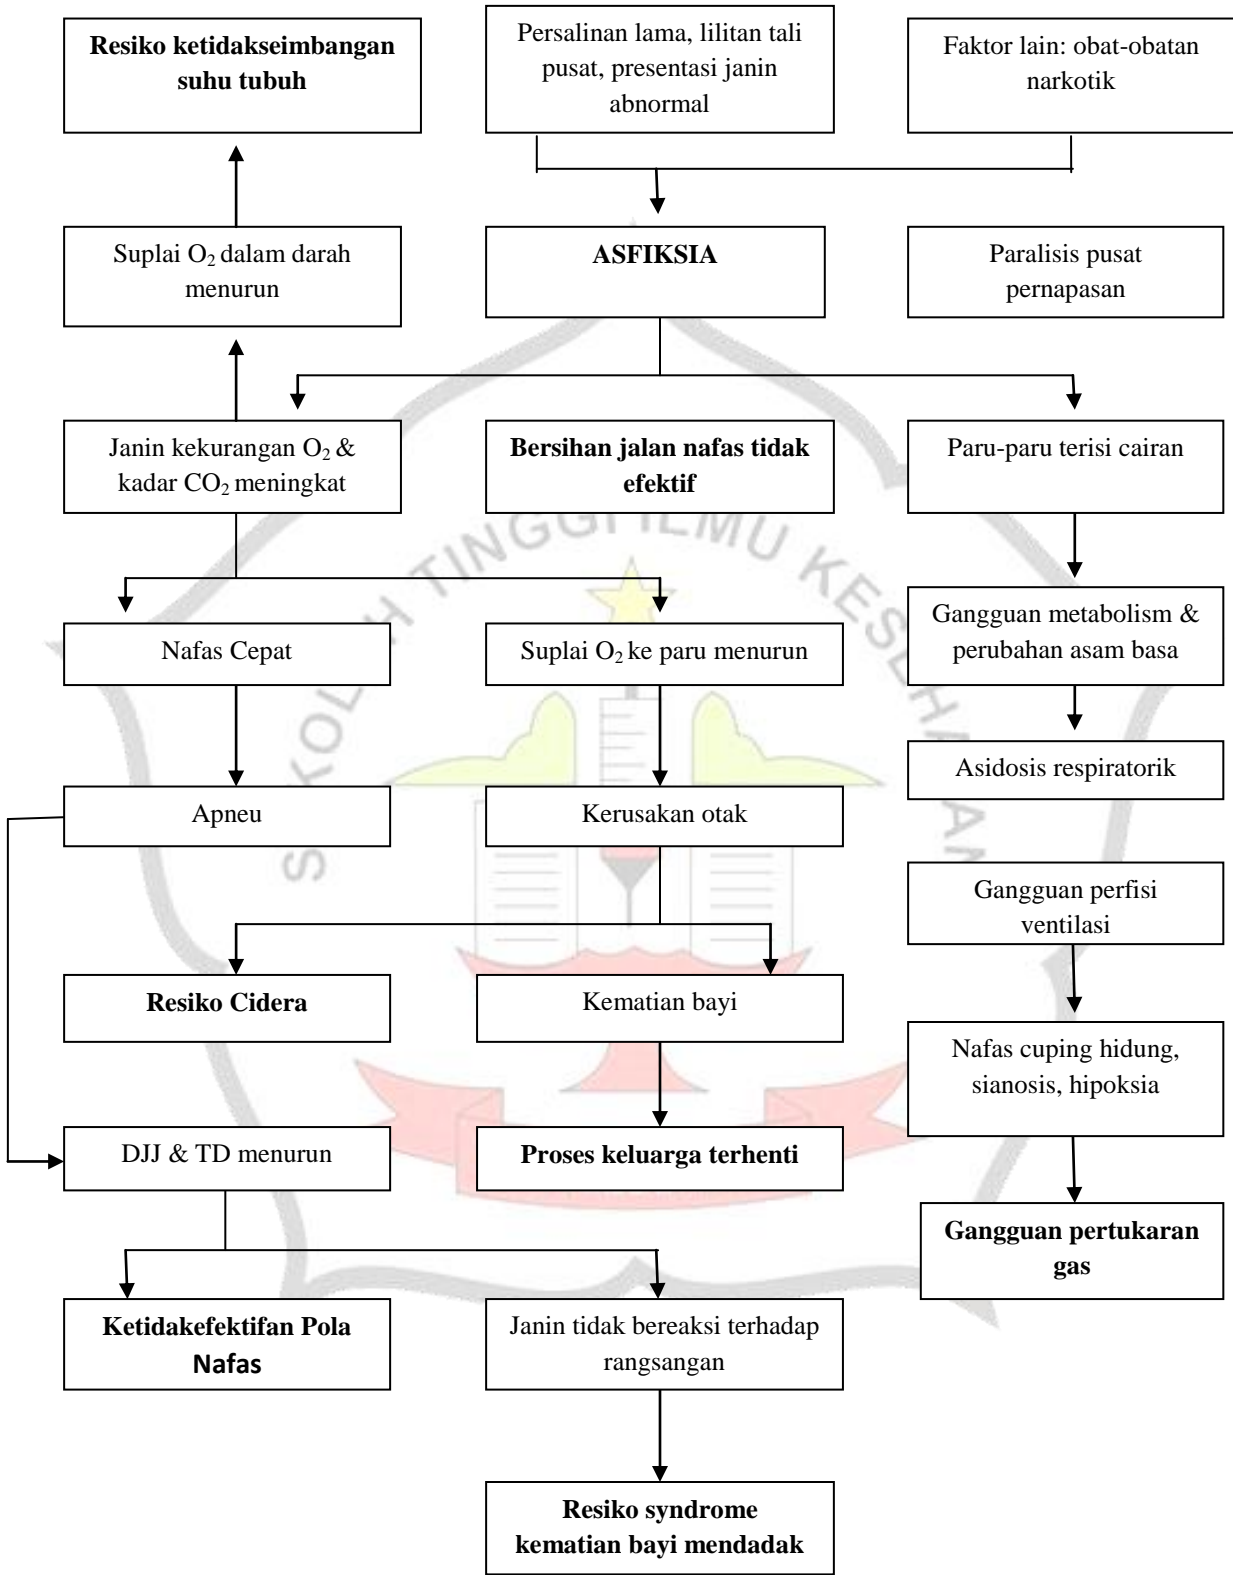 Resiko ketidakseimbangan
suhu tubuh
Persalinan lama, lilitan tali
pusat, presentasi janin
abnormal
Faktor lain: obat-obatan
narkotik
Suplai O₂ dalam darah
menurun
ASFIKSIA
Paralisis pusat
pernapasan
Janin kekurangan O₂ &
kadar CO₂ meningkat
Bersihan jalan nafas tidak
efektif
Paru-paru terisi cairan
Nafas Cepat
Suplai O₂ ke paru menurun
Gangguan metabolism &
perubahan asam basa
Apneu
Kerusakan otak
Asidosis respiratorik
Gangguan perfisi
ventilasi
Resiko Cidera
Kematian bayi
Nafas cuping hidung,
sianosis, hipoksia
DJJ & TD menurun
Proses keluarga terhenti
Gangguan pertukaran
gas
Ketidakefektifan Pola
Nafas
Janin tidak bereaksi terhadap
rangsangan
Resiko syndrome
kematian bayi mendadak